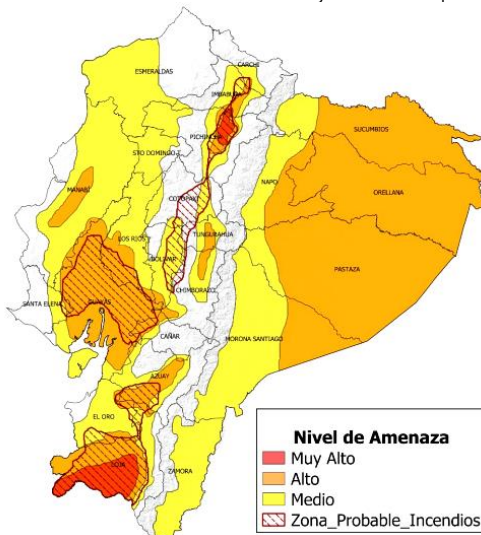 CARCHI
ESMERALDAS
IMBABURA
SUCUMBIOS
PICHINCHA
STO DOMINGO T
NAPO
ORELLANA
MANABÍ
COTOPAXI
LOS RIOS
TUNGURAHUA
BOLIVAR
PASTAZA
CHIMBORAZO
SANTA ELENA
GUAYAS
CAÑAR
MORONA SANTIAGO
AZUAY
EL ORO
LOJA
ZAMORA
Nivel de Amenaza
Muy Alto
Alto
Medio
Zona_Probable_Incendios